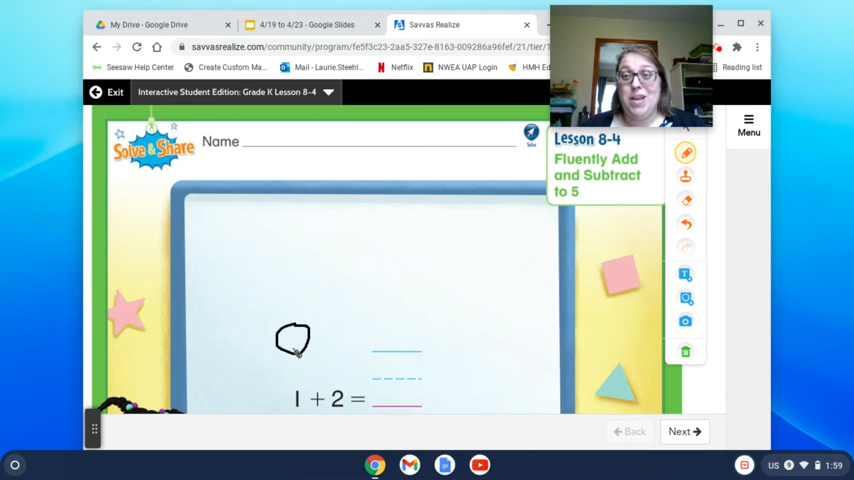 My Drive - Google Drive
4/19 to 4/23 - Google Slides
Savvas Realize
savvasrealize.com/community/program/fe5f3c23-2aa5-327e-8163-009286a96fef/21/tier/1
Seesaw Help Center
Create Custom Ma...
Mail - Laurie.Steehl...
Netflix
NWEA UAP Login
HMH Ed
Reading list
Exit
Interactive Student Edition: Grade K Lesson 8-4
Menu
Solve & Share
Name
Solve
Lesson 8-4
Fluently Add
and Subtract
to 5
1 + 2 =
Back
Next
US
9
1:59